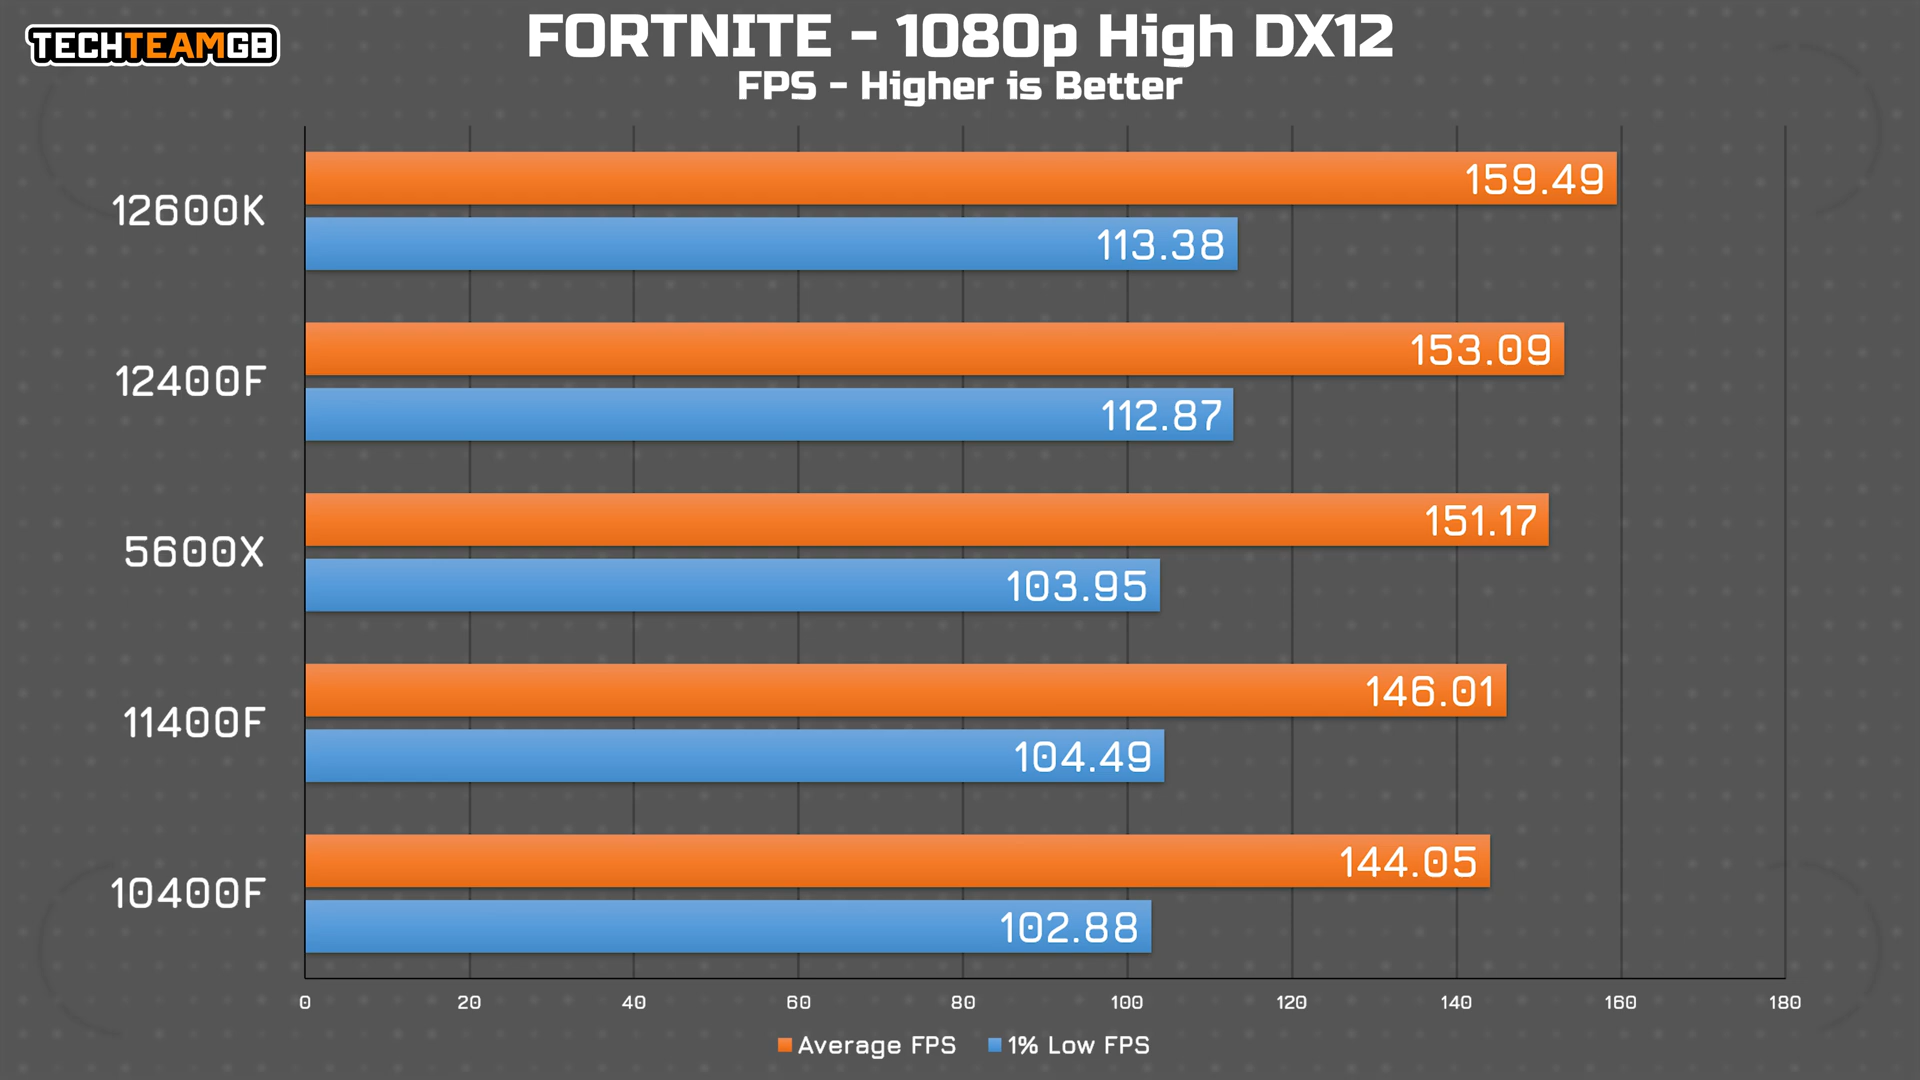 TECHTEAMGB
FORTNITE - 1080p High DX12
FPS - Higher is Better
12600K
159.49
113.38
12400F
153.09
112.87
5600X
151.17
103.95
11400F
146.01
104.49
10400F
144.05
102.88
0 20 40 60 80 100 120 140 160 180
Average FPS 1% Low FPS